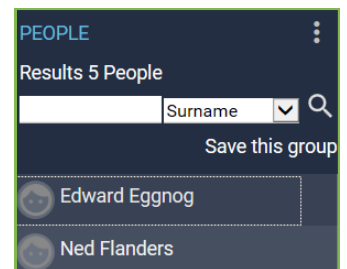 PEOPLE
Results 5 People
Surname
Save this group
Edward Eggnog
Ned Flanders